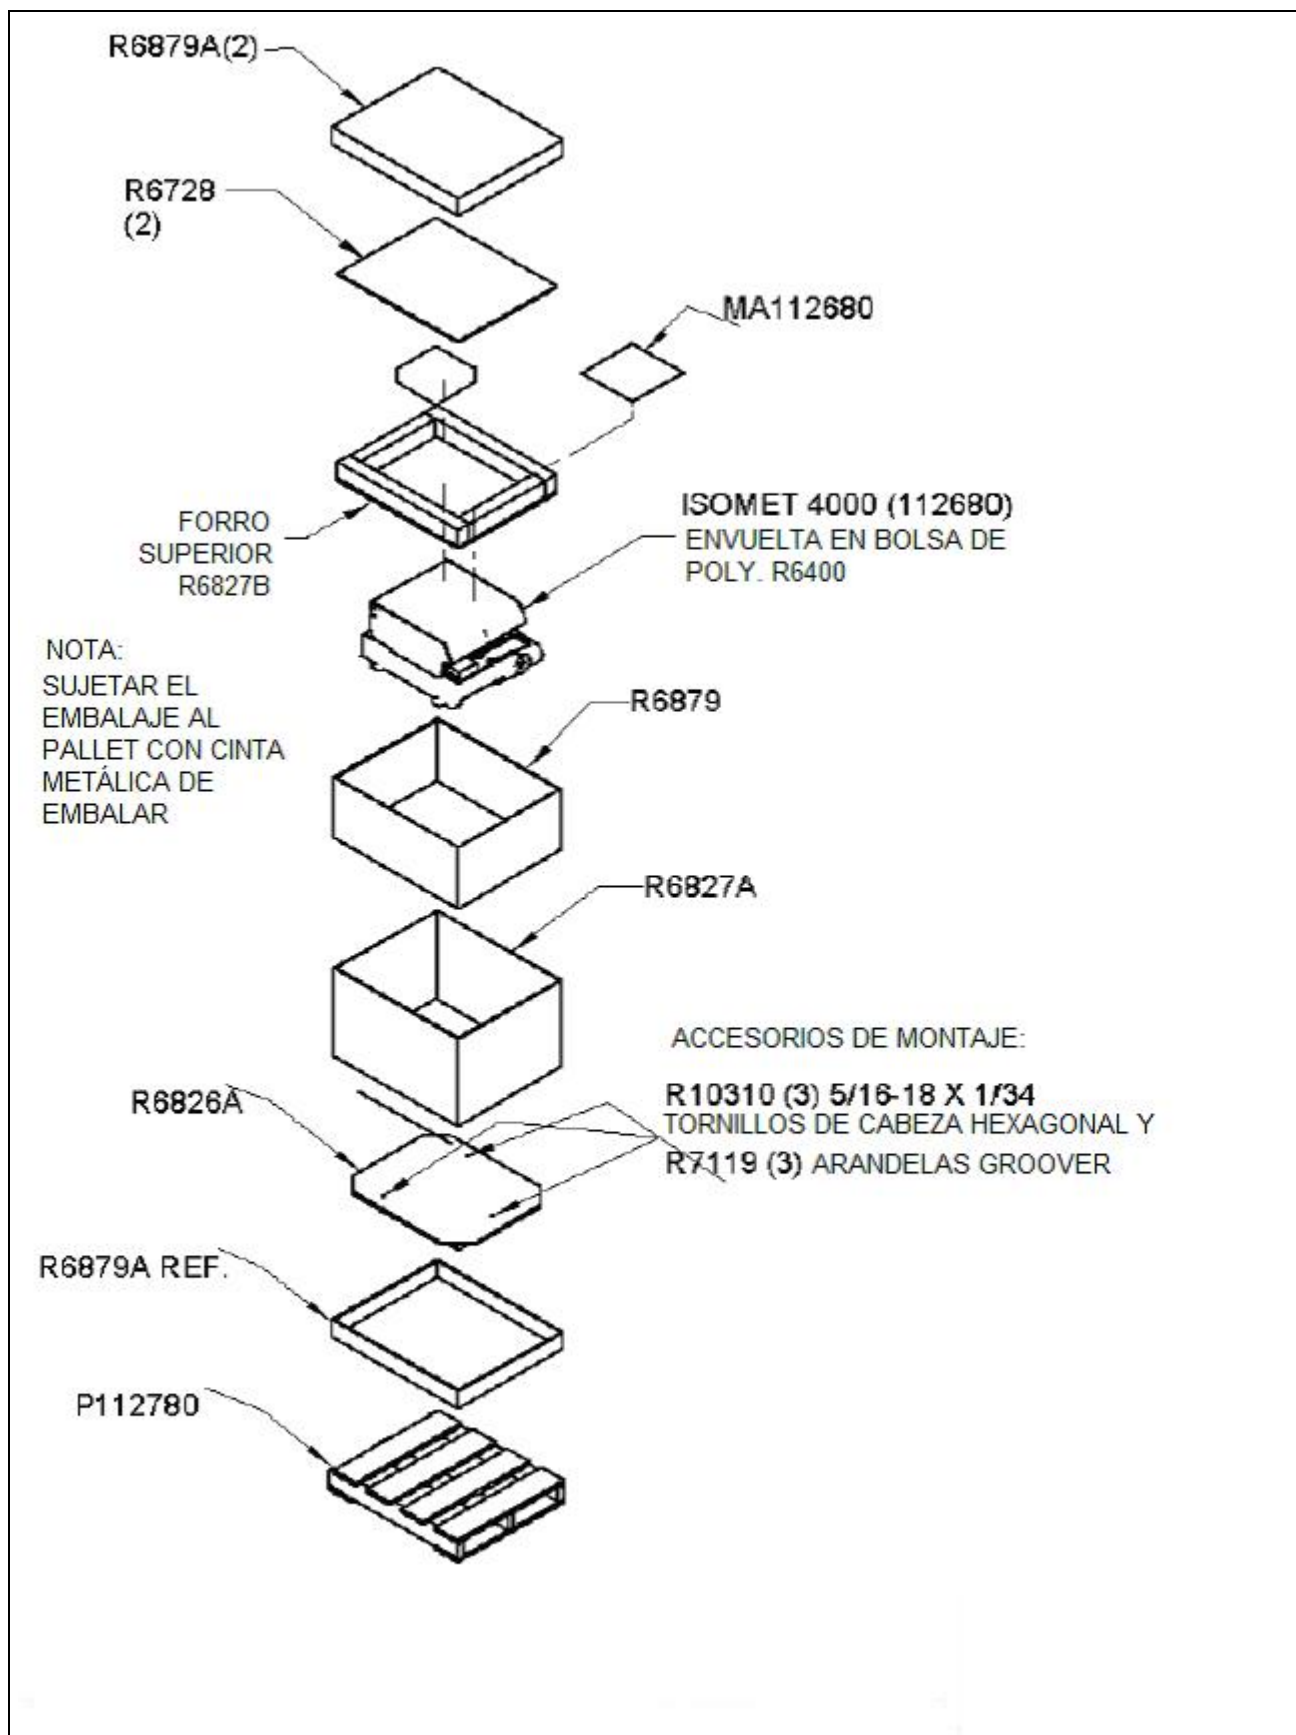 R6879A(2)
R6728
(2)
MA112680
FORRO
SUPERIOR
R6827B
ISOMET 4000 (112680)
ENVUELTA EN BOLSA DE
POLY. R6400
NOTA:
SUJETAR EL
EMBALAJE AL
PALLET CON CINTA
METÁLICA DE
EMBALAR
R6879
R6827A
ACCESORIOS DE MONTAJE:
R10310 (3) 5/16-18 X 1/34
TORNILLOS DE CABEZA HEXAGONAL Y
R7119 (3) ARANDELAS GROOVER
R6826A
R6879A REF.
P112780